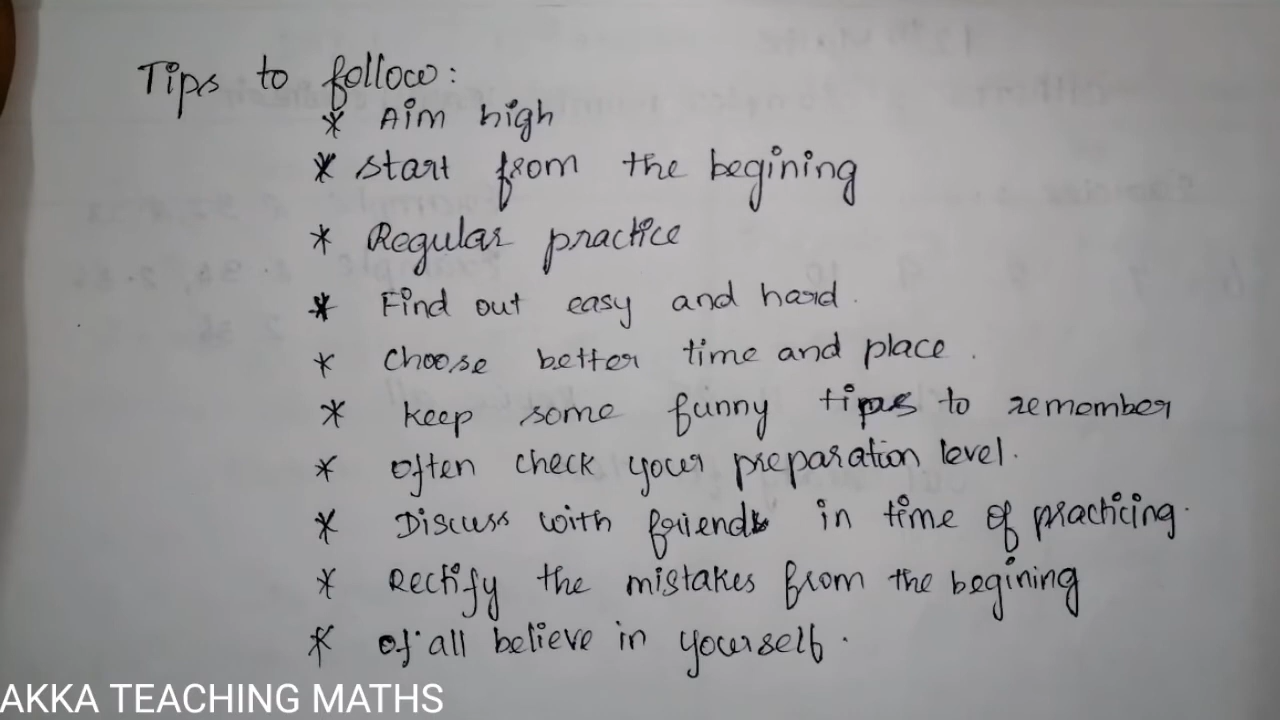 Tips to follow:
* Aim high
* Start from the begining
* Regular practice
* Find out easy and hard.
* Choose better time and place.
* Keep some funny tips to remember
* Often check your preparation level.
* Discuss with friends in time of practicing.
* Rectify the mistakes from the begining
* Of all believe in yourself.
AKKA TEACHING MATHS